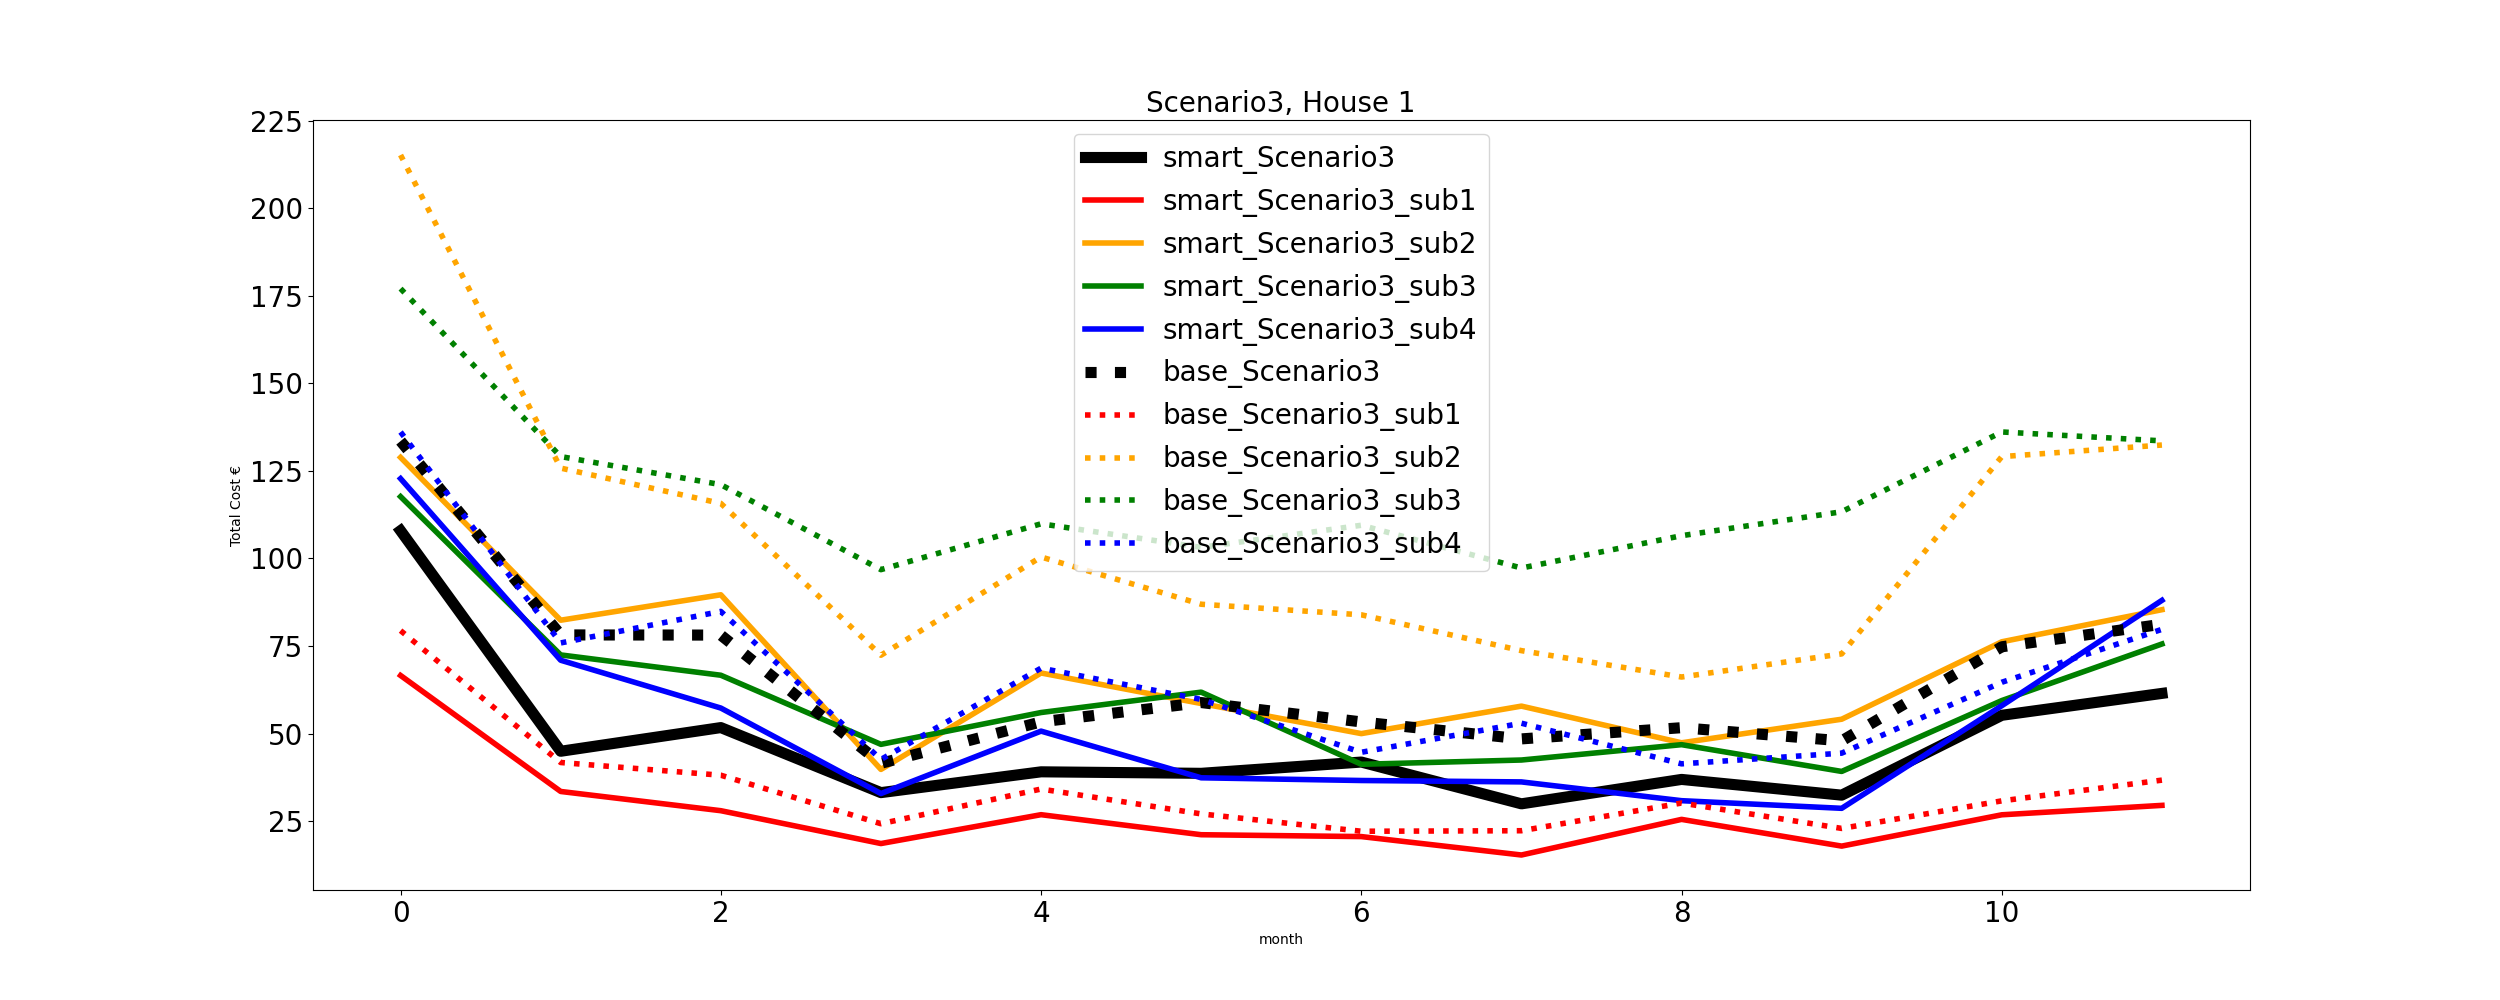 Scenario3, House 1
225
200
175
150
125
100
75
50
25
Total Cost €
smart_Scenario3
smart_Scenario3_sub1
smart_Scenario3_sub2
smart_Scenario3_sub3
smart_Scenario3_sub4
base_Scenario3
base_Scenario3_sub1
base_Scenario3_sub2
base_Scenario3_sub3
base_Scenario3_sub4
0 2 4 6 8 10
month